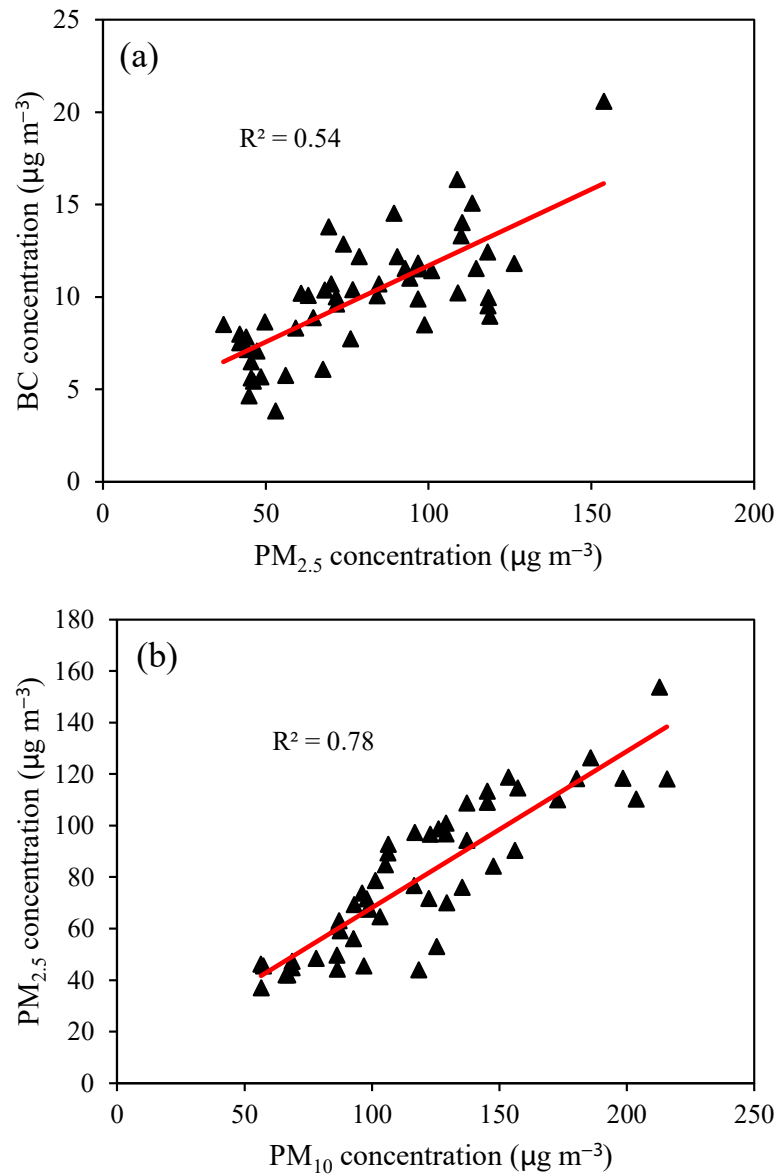 (a)
R² = 0.54
25
20
15
10
5
0
BC concentration (µg m⁻³)
0 50 100 150 200
PM₂.₅ concentration (µg m⁻³)
(b)
R² = 0.78
180
160
140
120
100
80
60
40
20
0
PM₂.₅ concentration (µg m⁻³)
0 50 100 150 200 250
PM₁₀ concentration (µg m⁻³)